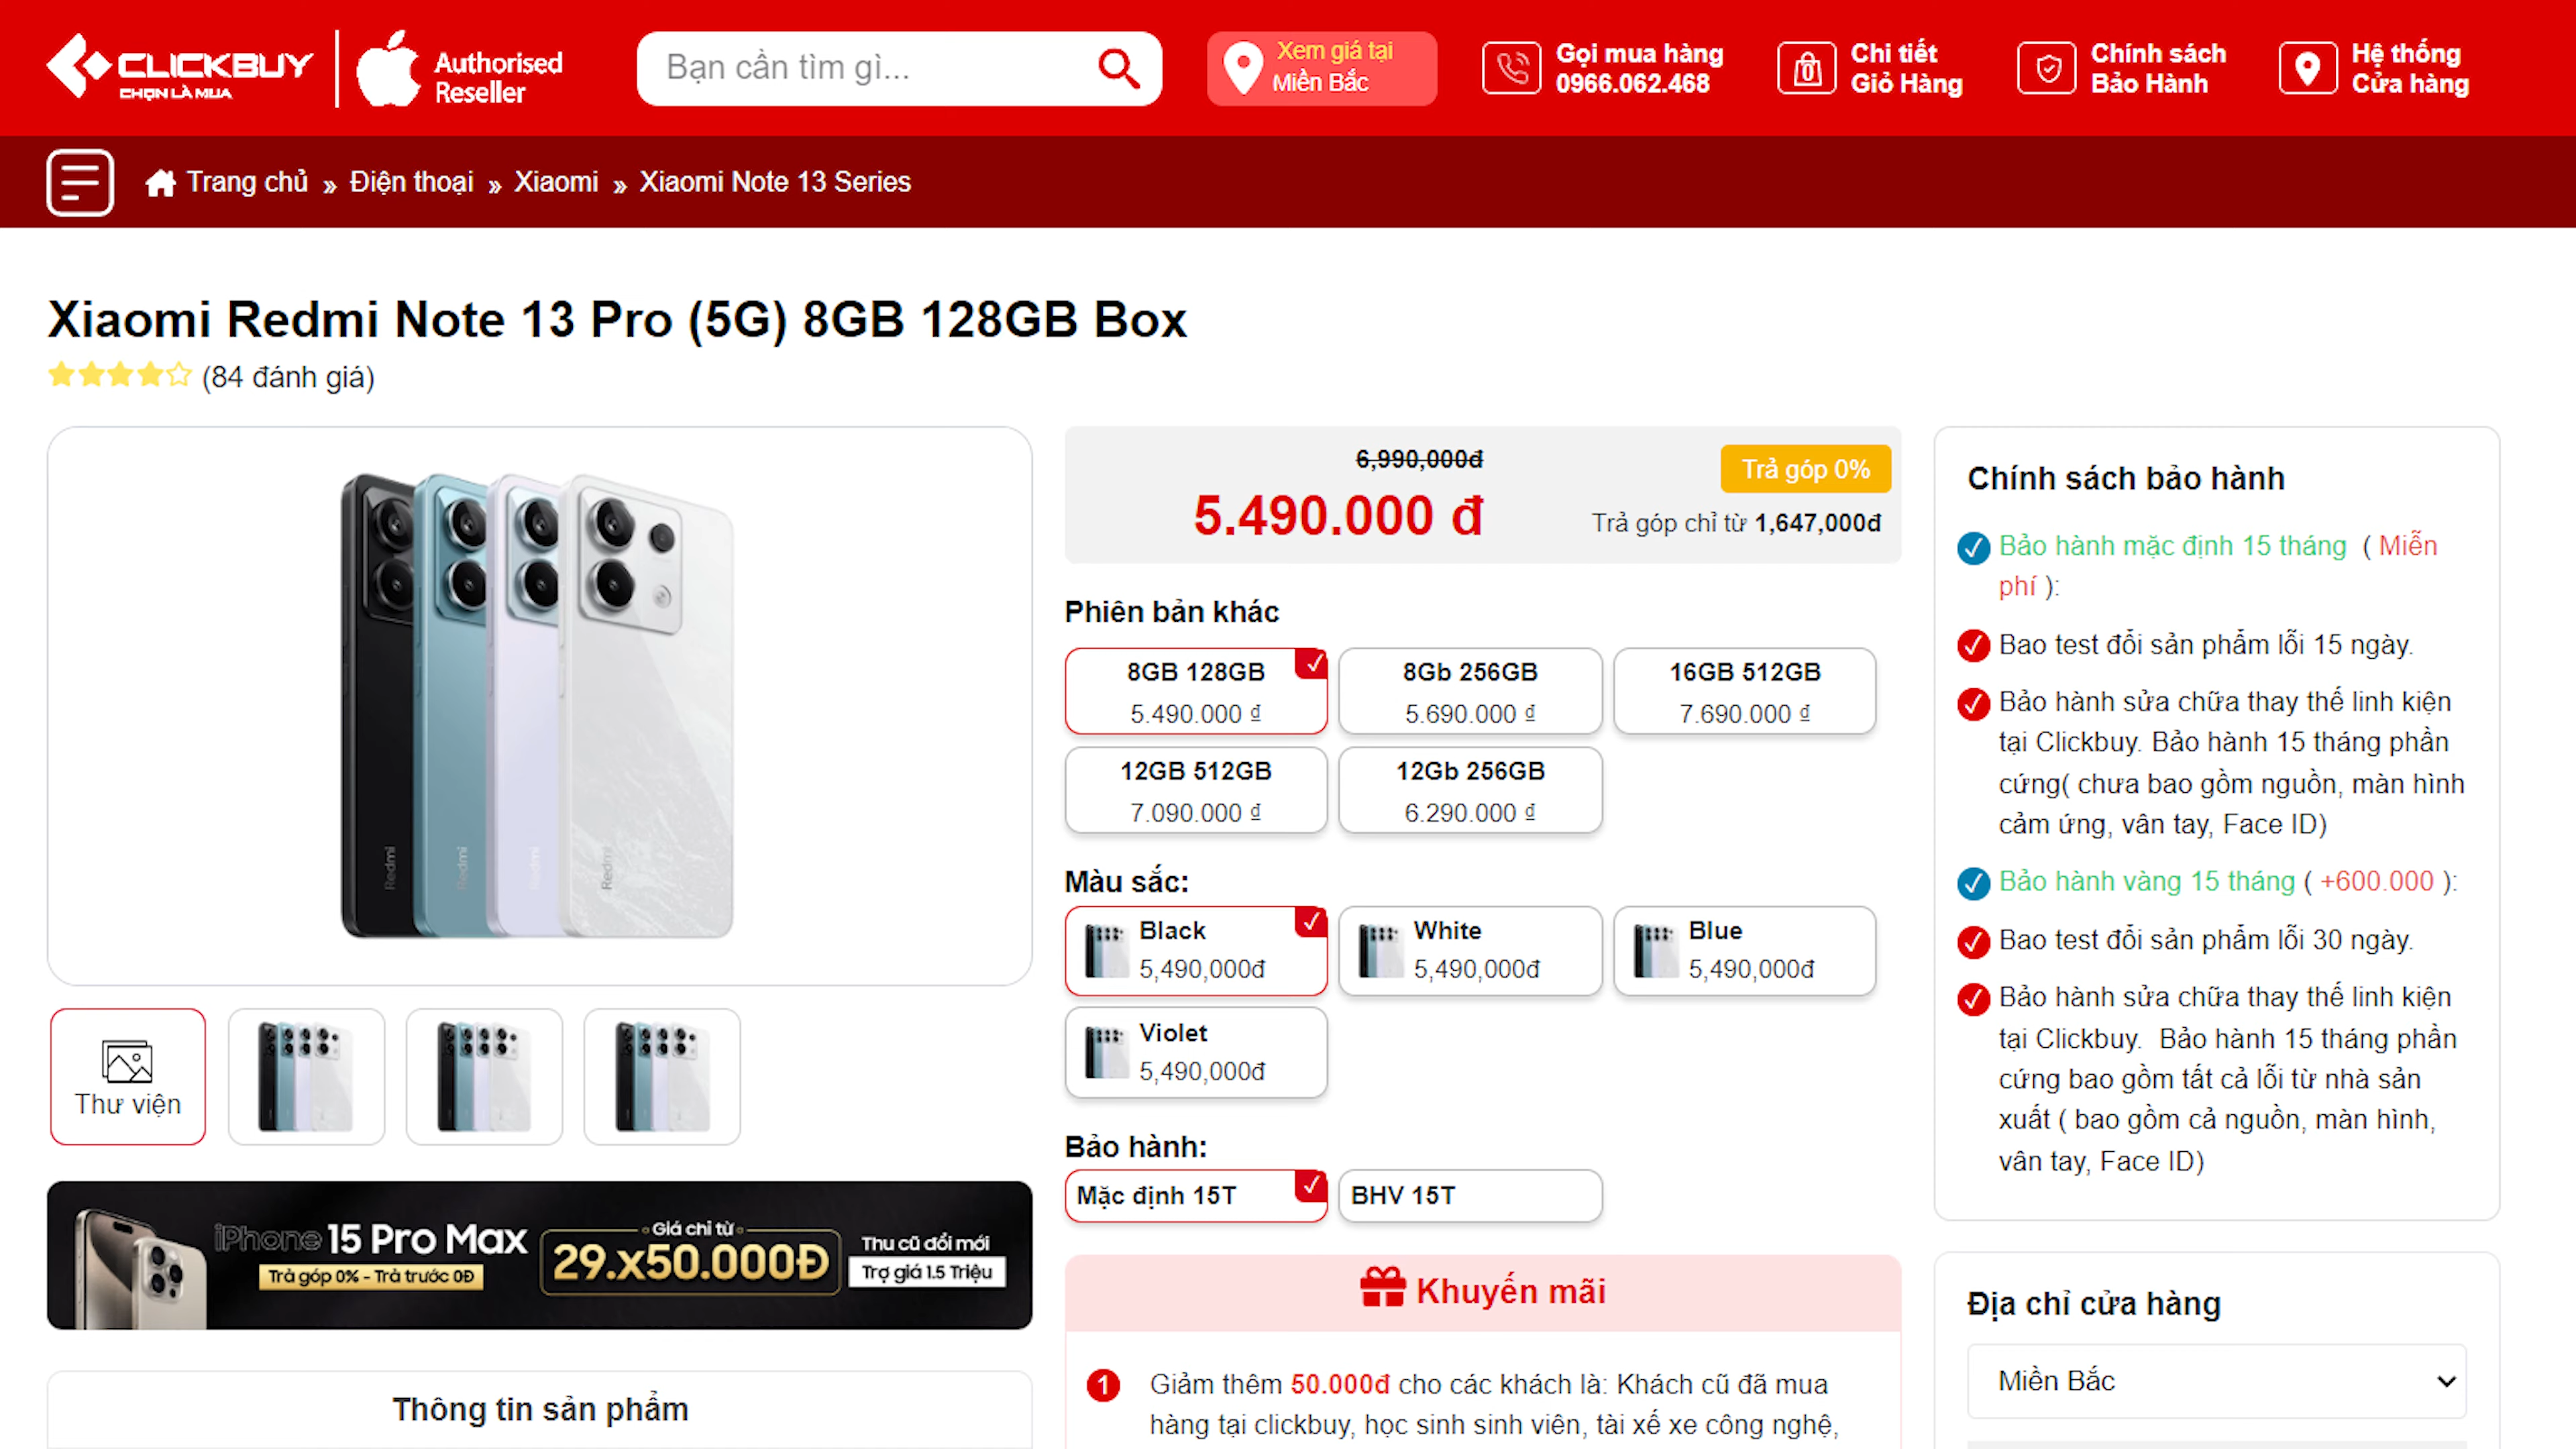 CLICKBUY
CHỌN LÀ MUA
Authorised
Reseller
Bạn cần tìm gì...
Xem giá tại
Miền Bắc
Gọi mua hàng
0966.062.468
0
Chi tiết
Giỏ Hàng
Chính sách
Bảo Hành
Hệ thống
Cửa hàng
Trang chủ » Điện thoại » Xiaomi » Xiaomi Note 13 Series
Xiaomi Redmi Note 13 Pro (5G) 8GB 128GB Box
(84 đánh giá)
Redmi
Redmi
Redmi
Redmi
Thư viện
iPhone 15 Pro Max
Trả góp 0% - Trả trước 0Đ
Giá chỉ từ
29.x50.000Đ
Thu cũ đổi mới
Trợ giá 1.5 Triệu
Thông tin sản phẩm
6,990,000đ
5.490.000 đ
Trả góp 0%
Trả góp chỉ từ 1,647,000đ
Phiên bản khác
8GB 128GB
5.490.000 ₫
8Gb 256GB
5.690.000 ₫
16GB 512GB
7.690.000 ₫
12GB 512GB
7.090.000 ₫
12Gb 256GB
6.290.000 ₫
Màu sắc:
Black
5,490,000đ
White
5,490,000đ
Blue
5,490,000đ
Violet
5,490,000đ
Bảo hành:
Mặc định 15T
BHV 15T
Khuyến mãi
1 Giảm thêm 50.000đ cho các khách là: Khách cũ đã mua
hàng tại clickbuy, học sinh sinh viên, tài xế xe công nghệ,
Chính sách bảo hành
Bảo hành mặc định 15 tháng ( Miễn
phí ):
Bao test đổi sản phẩm lỗi 15 ngày.
Bảo hành sửa chữa thay thế linh kiện
tại Clickbuy. Bảo hành 15 tháng phần
cứng( chưa bao gồm nguồn, màn hình
cảm ứng, vân tay, Face ID)
Bảo hành vàng 15 tháng ( +600.000 ):
Bao test đổi sản phẩm lỗi 30 ngày.
Bảo hành sửa chữa thay thế linh kiện
tại Clickbuy. Bảo hành 15 tháng phần
cứng bao gồm tất cả lỗi từ nhà sản
xuất ( bao gồm cả nguồn, màn hình,
vân tay, Face ID)
Địa chỉ cửa hàng
Miền Bắc